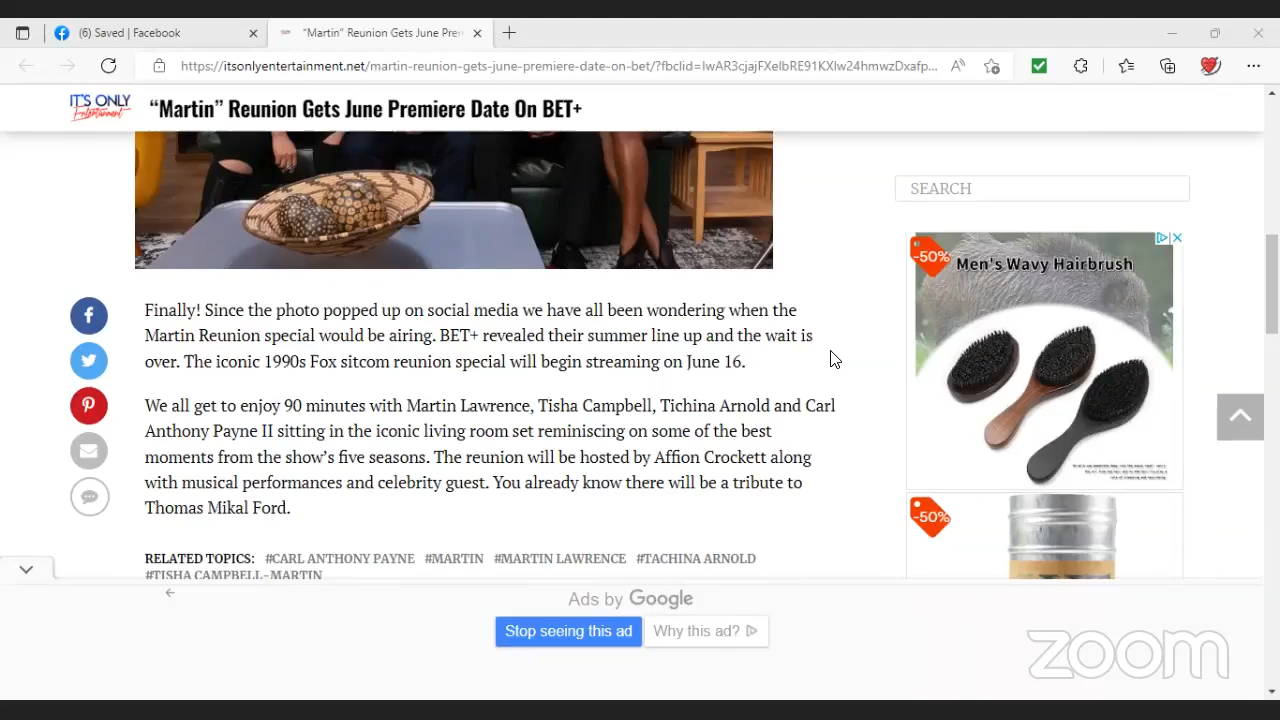 (6) Saved | Facebook
"Martin" Reunion Gets June Prer
https://itsonlyentertainment.net/martin-reunion-gets-june-premiere-date-on-bet+/?fbclid=IwAR3cjajFXelbRE91KXIw24hmwzDxafp...
IT'S ONLY
Entertainment
"Martin" Reunion Gets June Premiere Date On BET+
SEARCH
-50%
Men's Wavy Hairbrush
Finally! Since the photo popped up on social media we have all been wondering when the
Martin Reunion special would be airing. BET+ revealed their summer line up and the wait is
over. The iconic 1990s Fox sitcom reunion special will begin streaming on June 16.
We all get to enjoy 90 minutes with Martin Lawrence, Tisha Campbell, Tichina Arnold and Carl
Anthony Payne II sitting in the iconic living room set reminiscing on some of the best
moments from the show's five seasons. The reunion will be hosted by Affion Crockett along
with musical performances and celebrity guest. You already know there will be a tribute to
Thomas Mikal Ford.
-50%
RELATED TOPICS: #CARL ANTHONY PAYNE #MARTIN #MARTIN LAWRENCE #TACHINA ARNOLD
#TISHA CAMPBELL-MARTIN
Ads by Google
Stop seeing this ad
Why this ad?
zoom